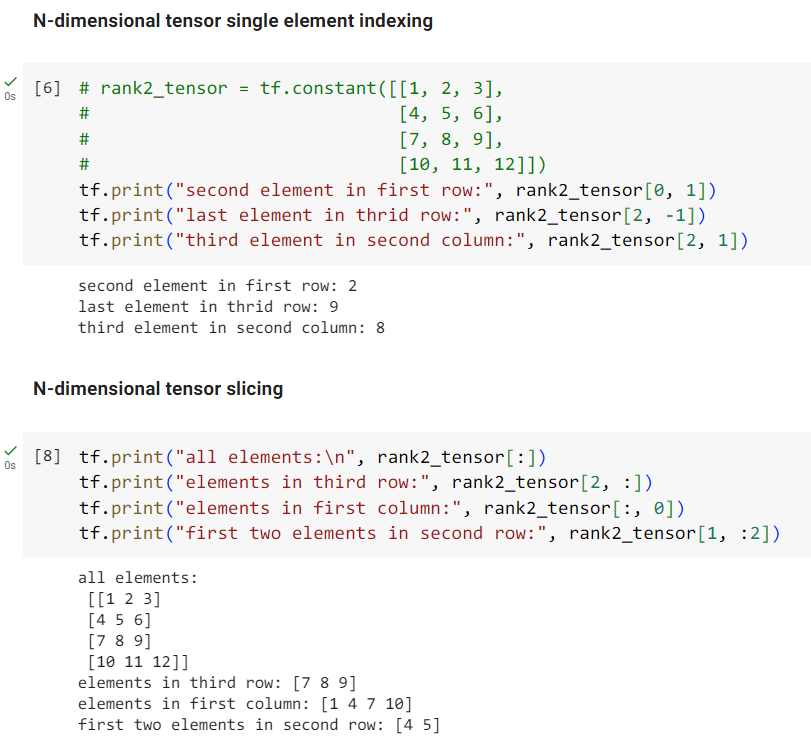 N-dimensional tensor single element indexing
[6] # rank2_tensor = tf.constant([[1, 2, 3],
0s
#                              [4, 5, 6],
#                              [7, 8, 9],
#                              [10, 11, 12]])
tf.print("second element in first row:", rank2_tensor[0, 1])
tf.print("last element in thrid row:", rank2_tensor[2, -1])
tf.print("third element in second column:", rank2_tensor[2, 1])
second element in first row: 2
last element in thrid row: 9
third element in second column: 8
N-dimensional tensor slicing
[8] tf.print("all elements:\n", rank2_tensor[:])
0s
tf.print("elements in third row:", rank2_tensor[2, :])
tf.print("elements in first column:", rank2_tensor[:, 0])
tf.print("first two elements in second row:", rank2_tensor[1, :2])
all elements:
 [[1 2 3]
 [4 5 6]
 [7 8 9]
 [10 11 12]]
elements in third row: [7 8 9]
elements in first column: [1 4 7 10]
first two elements in second row: [4 5]